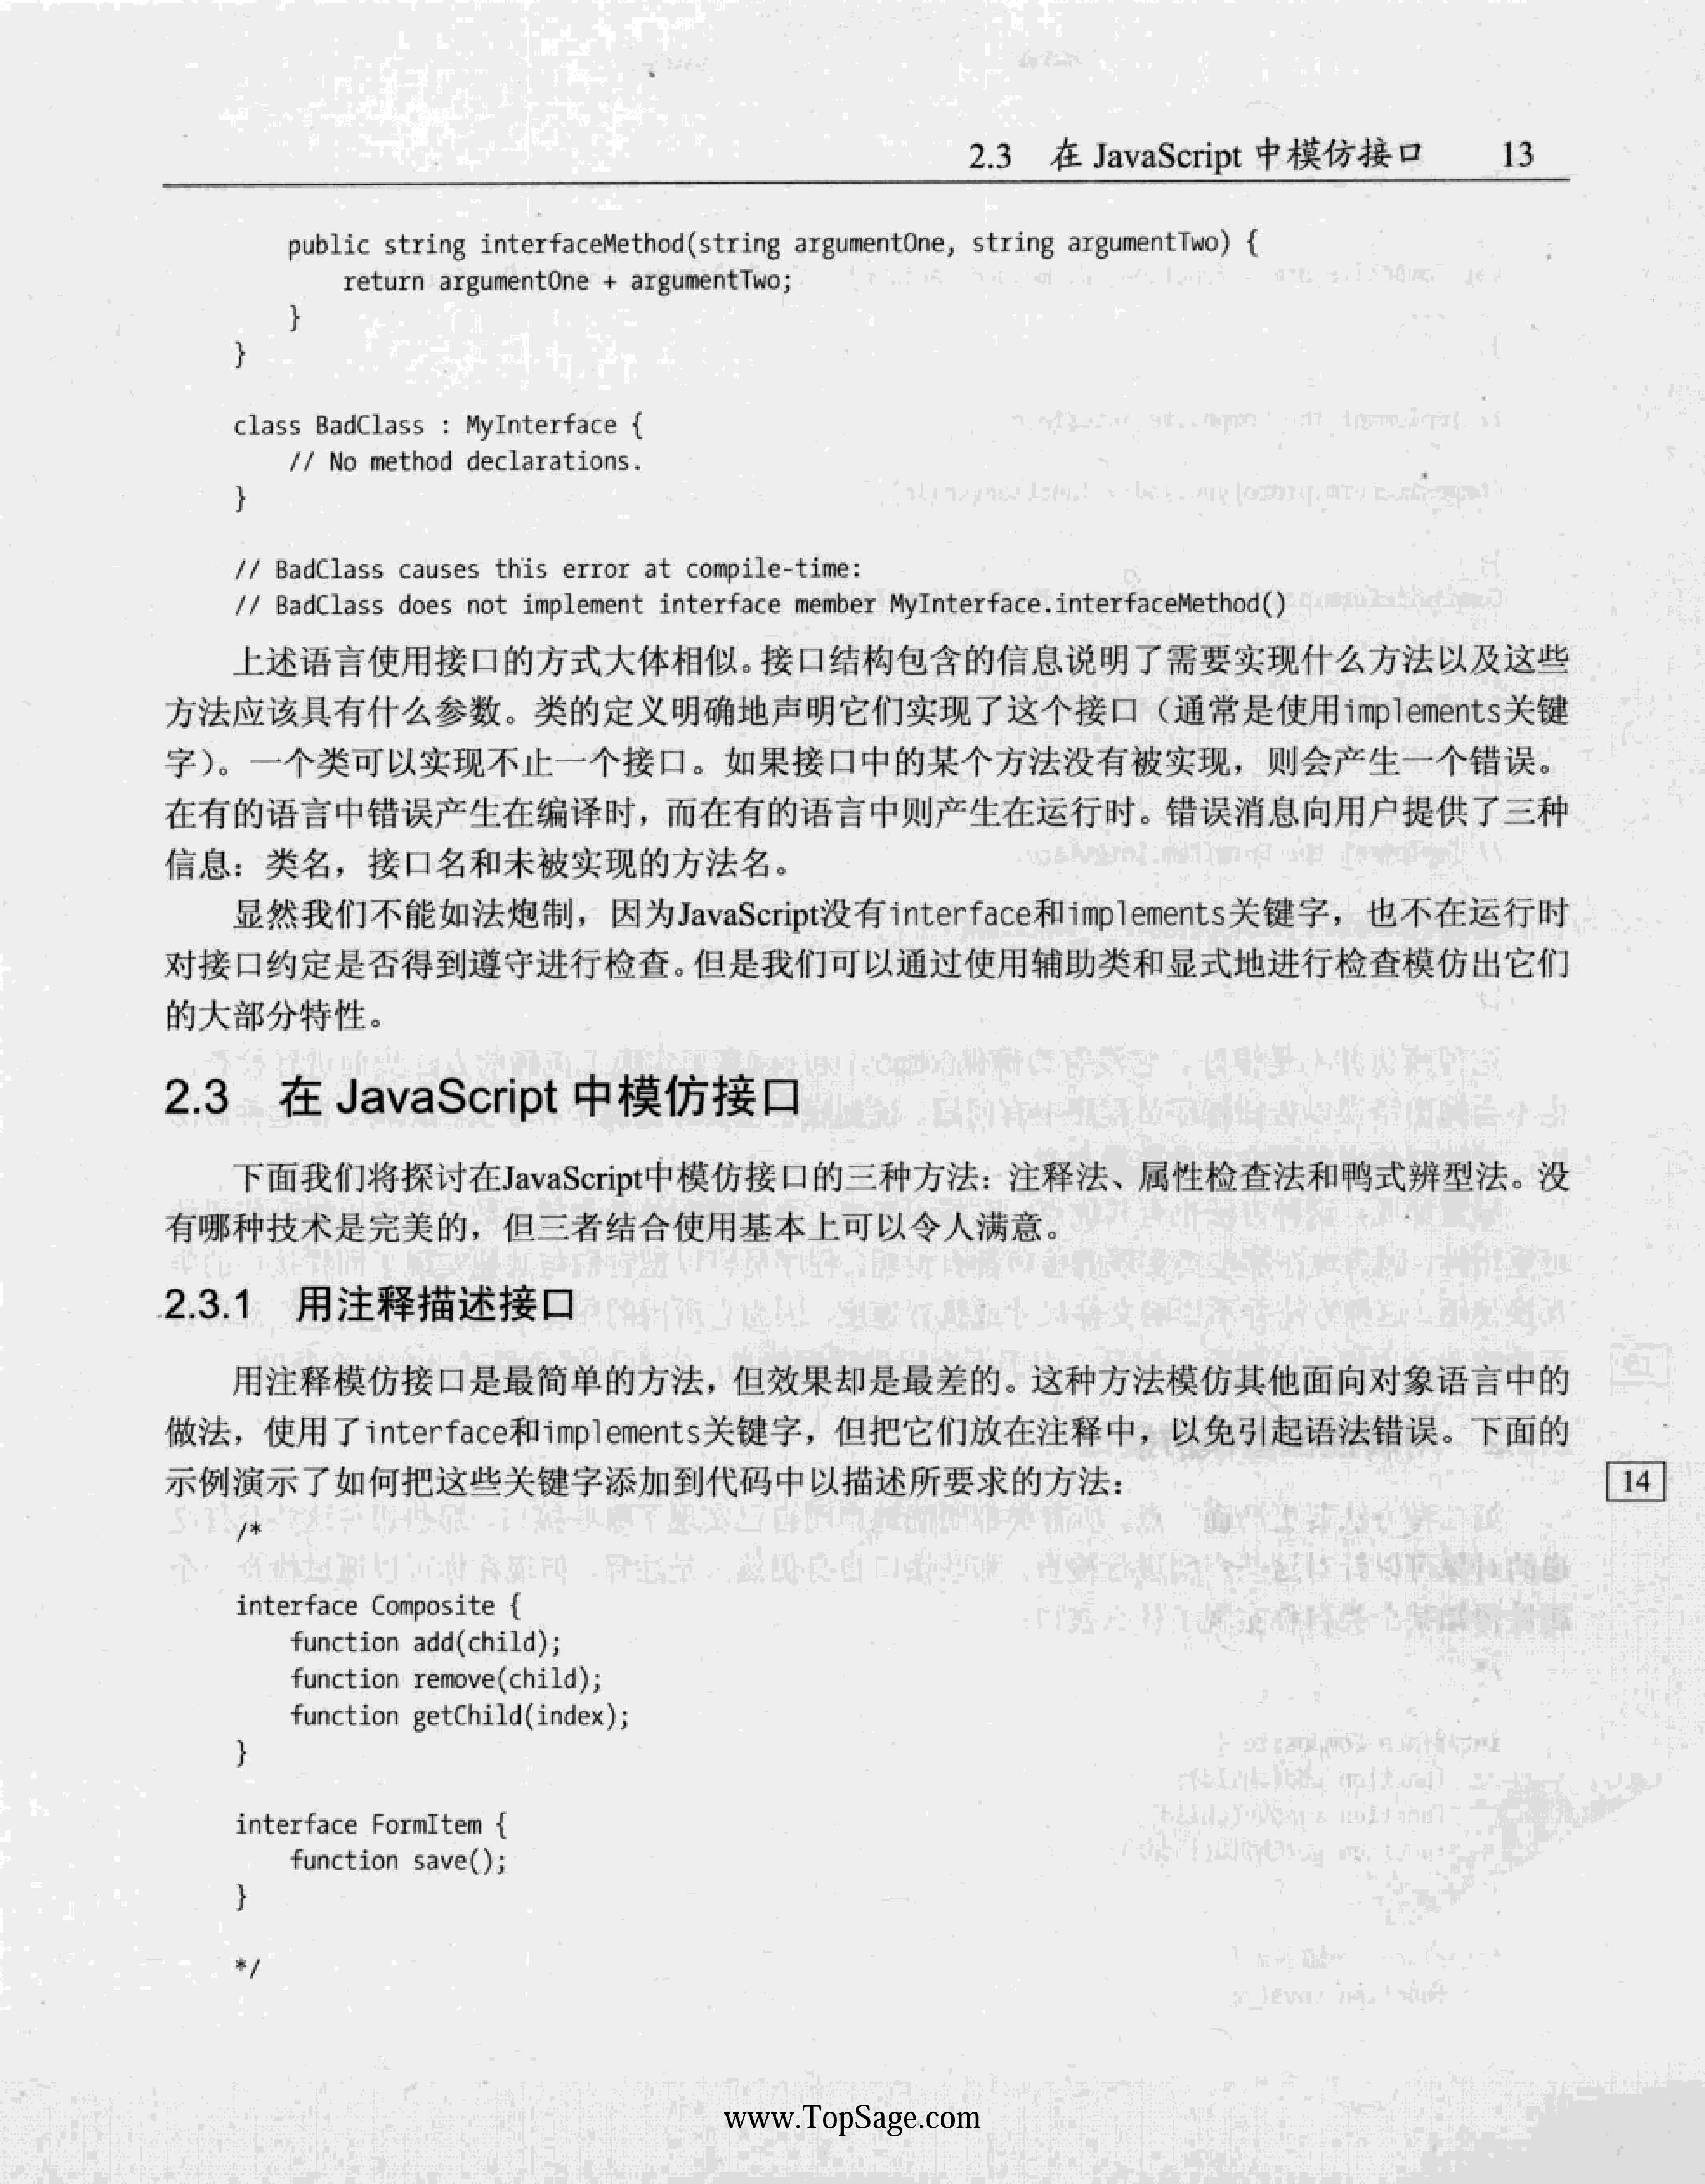 2.3 在 JavaScript 中模仿接口 13
public string interfaceMethod(string argumentOne, string argumentTwo) {
return argumentOne + argumentTwo;
}
}
class BadClass : MyInterface {
// No method declarations.
}
// BadClass causes this error at compile-time:
// BadClass does not implement interface member MyInterface.interfaceMethod()
上述语言使用接口的方式大体相似。接口结构包含的信息说明了需要实现什么方法以及这些
方法应该具有什么参数。类的定义明确地声明它们实现了这个接口（通常是使用implements关键
字）。一个类可以实现不止一个接口。如果接口中的某个方法没有被实现，则会产生一个错误。
在有的语言中错误产生在编译时，而在有的语言中则产生在运行时。错误消息向用户提供了三种
信息：类名，接口名和未被实现的方法名。
显然我们不能如法炮制，因为JavaScript没有interface和implements关键字，也不在运行时
对接口约定是否得到遵守进行检查。但是我们可以通过使用辅助类和显式地进行检查模仿出它们
的大部分特性。
2.3 在 JavaScript 中模仿接口
下面我们将探讨在JavaScript中模仿接口的三种方法：注释法、属性检查法和鸭式辨型法。没
有哪种技术是完美的，但三者结合使用基本上可以令人满意。
2.3.1 用注释描述接口
用注释模仿接口是最简单的方法，但效果却是最差的。这种方法模仿其他面向对象语言中的
做法，使用了interface和implements关键字，但把它们放在注释中，以免引起语法错误。下面的
示例演示了如何把这些关键字添加到代码中以描述所要求的方法：
14
/*
interface Composite {
function add(child);
function remove(child);
function getChild(index);
}
interface FormItem {
function save();
}
*/
www.TopSage.com